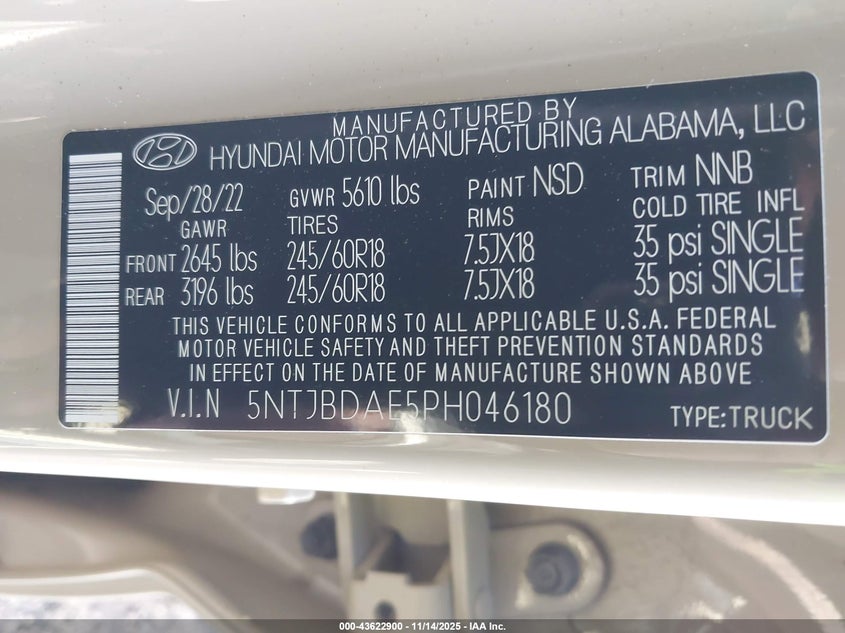 MANUFACTURED BY
HYUNDAI MOTOR MANUFACTURING ALABAMA, LLC
Sep/28/22 GVWR 5610 lbs PAINT NSD TRIM NNB
GAWR TIRES RIMS COLD TIRE INFL
FRONT 2645 lbs 245/60R18 7.5JX18 35 psi SINGLE
REAR 3196 lbs 245/60R18 7.5JX18 35 psi SINGLE
THIS VEHICLE CONFORMS TO ALL APPLICABLE U.S.A. FEDERAL
MOTOR VEHICLE SAFETY AND THEFT PREVENTION STANDARDS
IN EFFECT ON THE DATE OF MANUFACTURE SHOWN ABOVE
V.I.N 5NTJBDAE5PH046180 TYPE:TRUCK
000-43622900 - 11/14/2025 - IAA Inc.